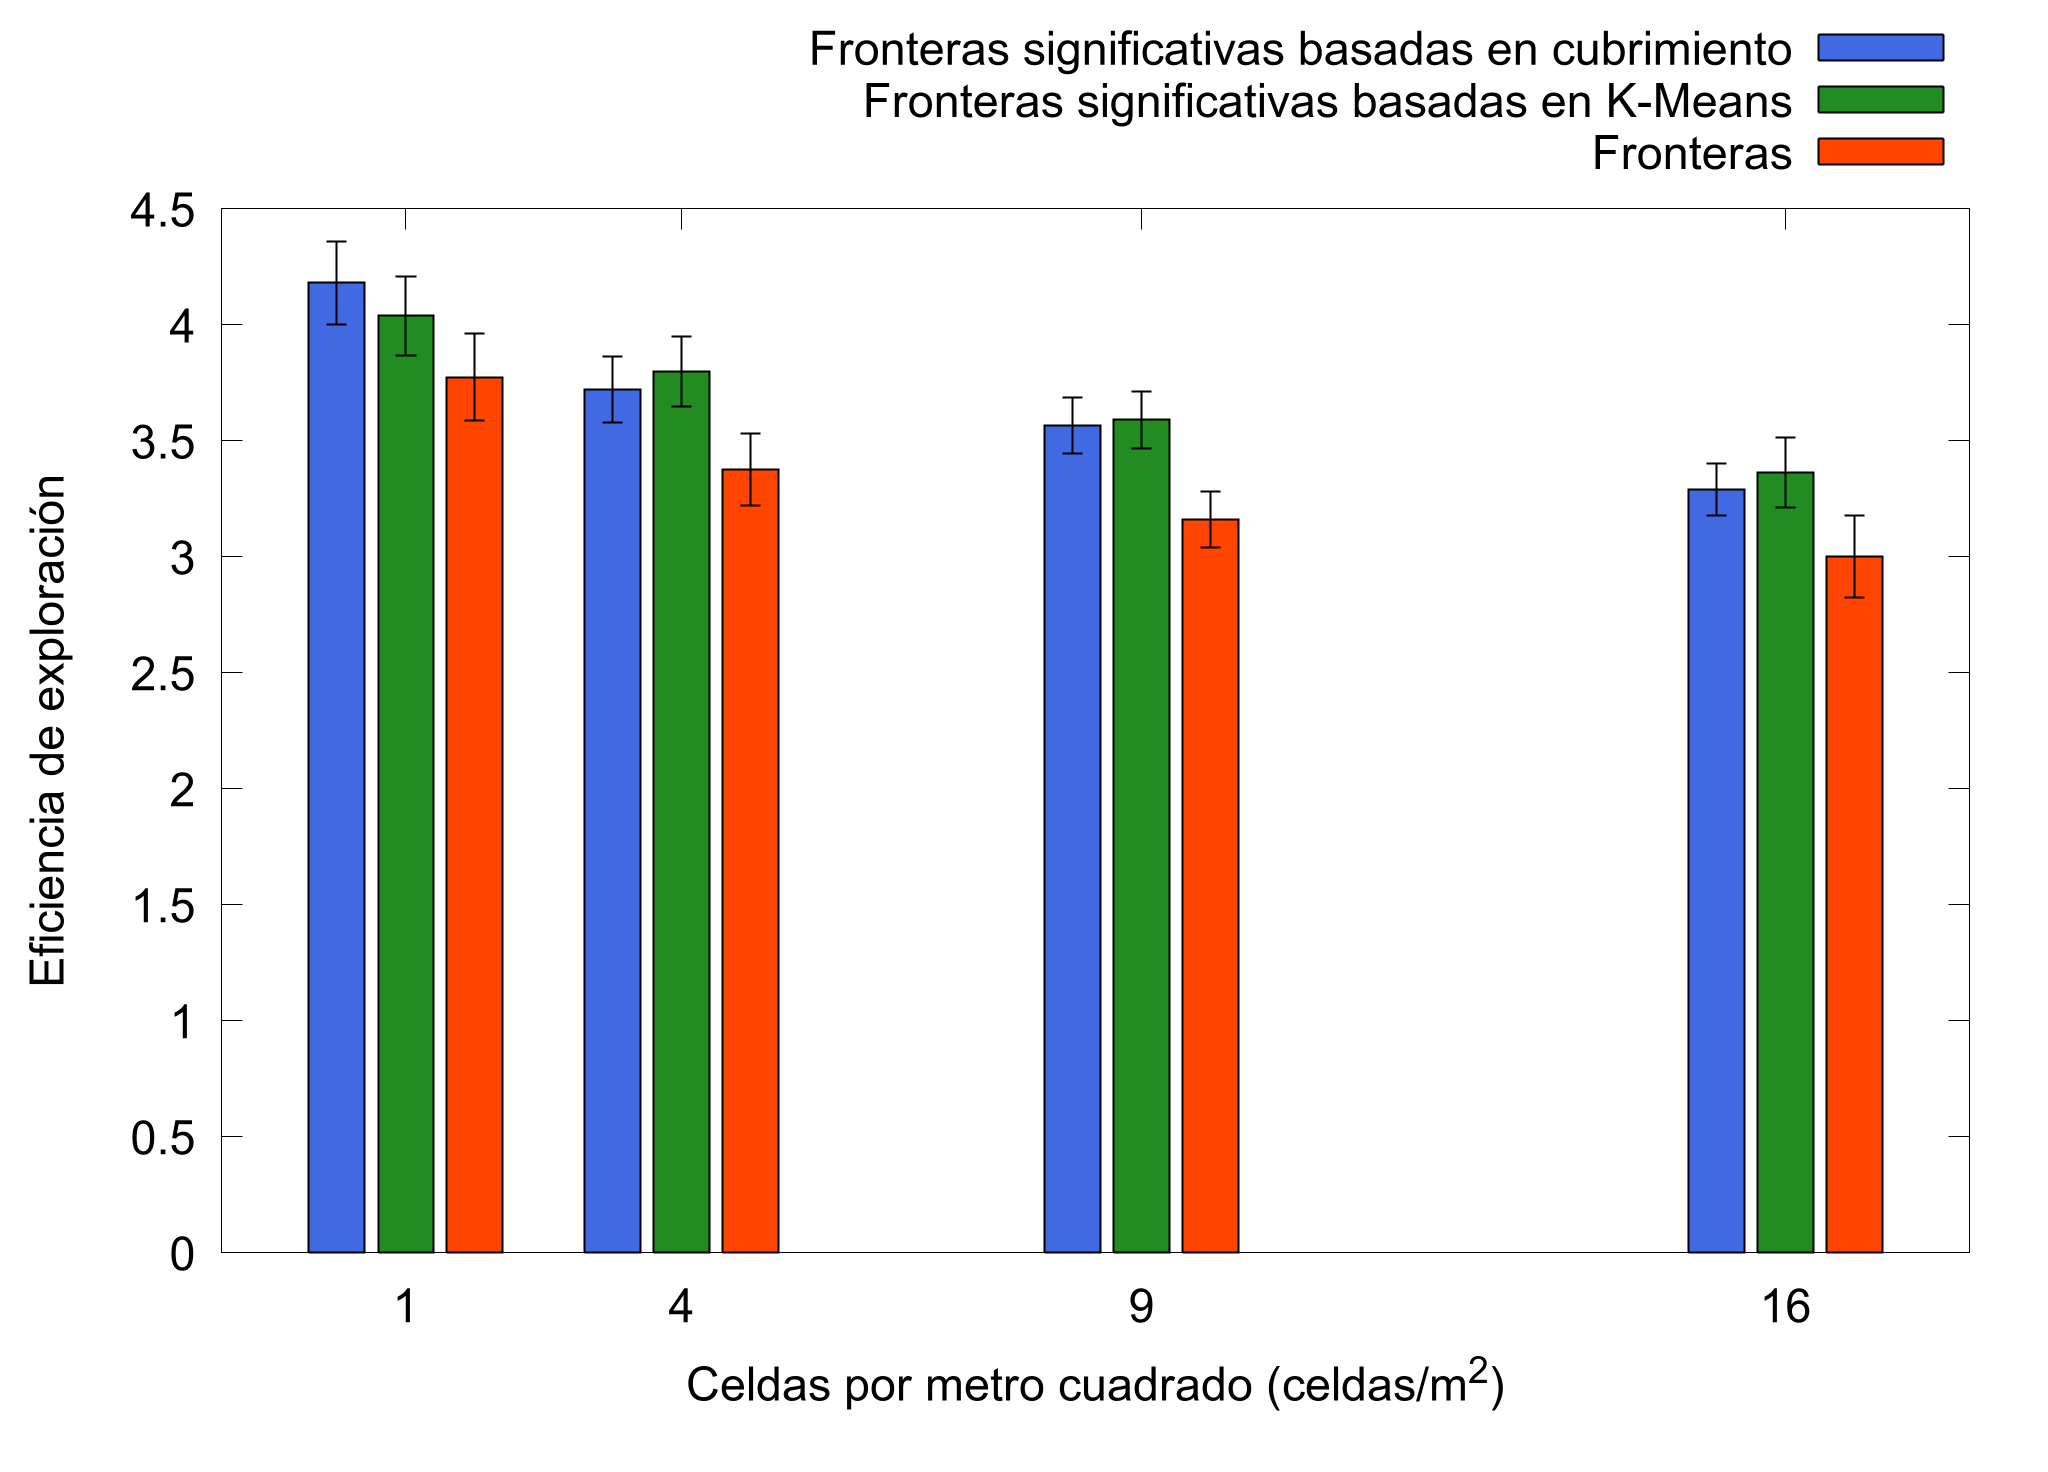 Fronteras significativas basadas en cubrimiento
Fronteras significativas basadas en K-Means
Fronteras
4.5
4
3.5
3
2.5
2
1.5
1
0.5
0
Eficiencia de exploración
1 4 9 16
Celdas por metro cuadrado (celdas/m²)